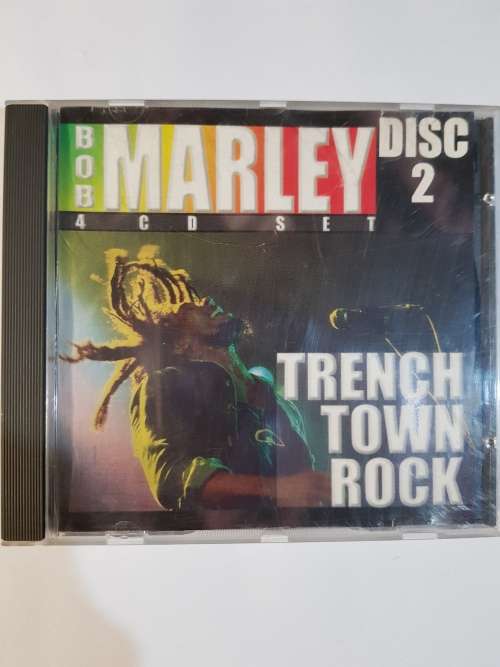 BOB MARLEY
DISC
2
4 CD SET
TRENCH
TOWN
ROCK